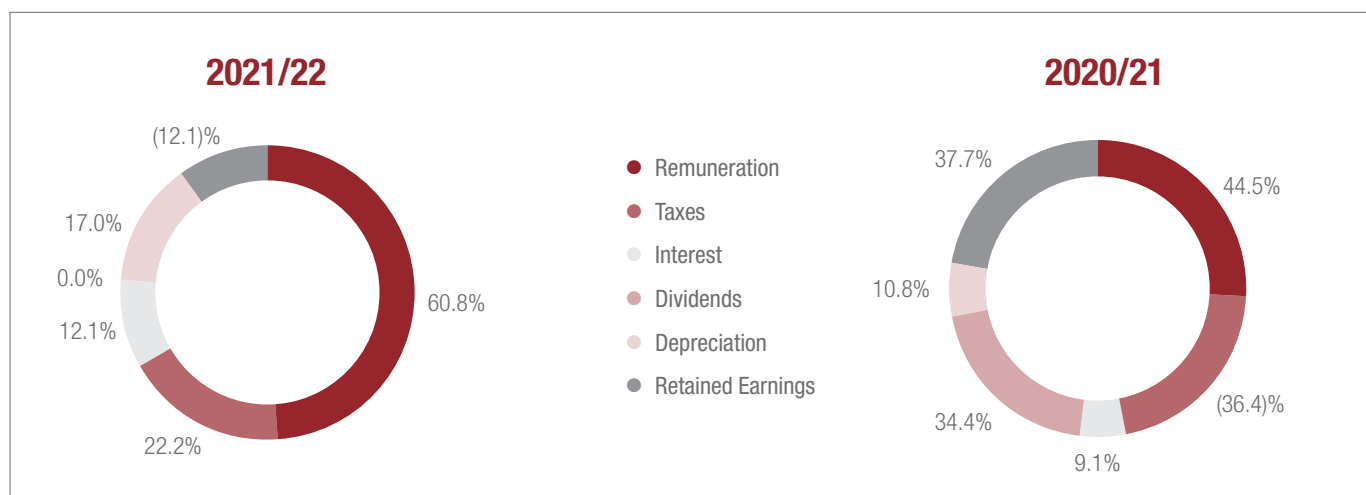 2021/22
(12.1)%
17.0%
0.0%
12.1%
22.2%
60.8%
Remuneration
Taxes
Interest
Dividends
Depreciation
Retained Earnings
2020/21
37.7%
44.5%
10.8%
34.4%
(36.4)%
9.1%